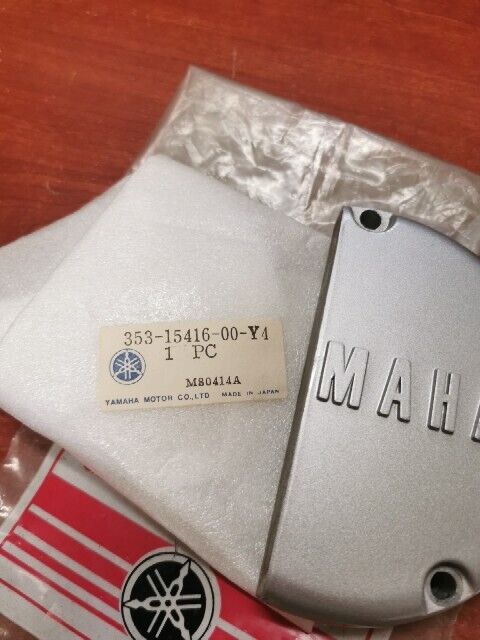 353-15416-00-Y4
1 PC
M80414A
YAMAHA MOTOR CO.,LTD MADE IN JAPAN
MAHA